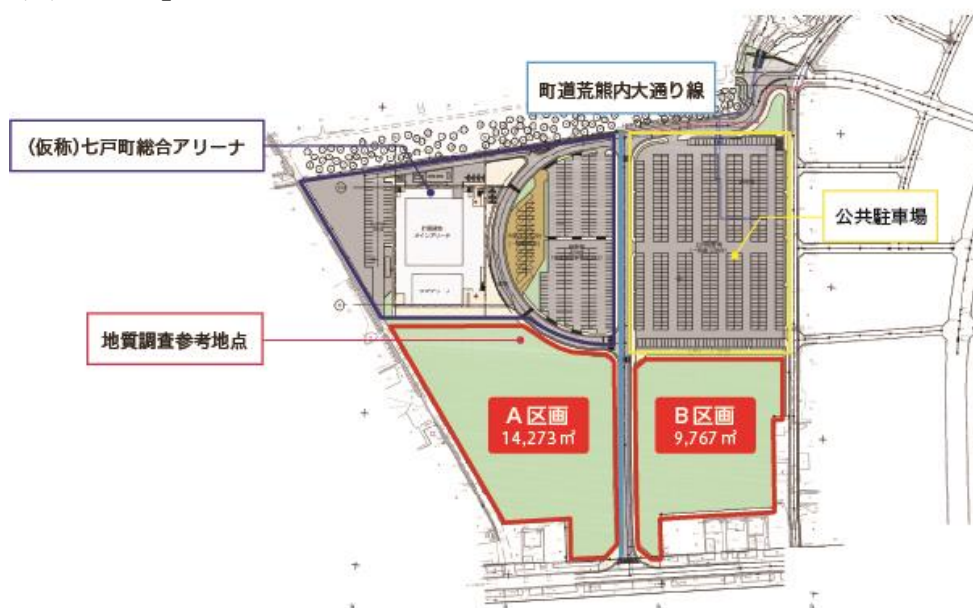 町道荒熊内大通り線
(仮称)七戸町総合アリーナ
公共駐車場
地質調査参考地点
A区画
14,273㎡
B区画
9,767㎡